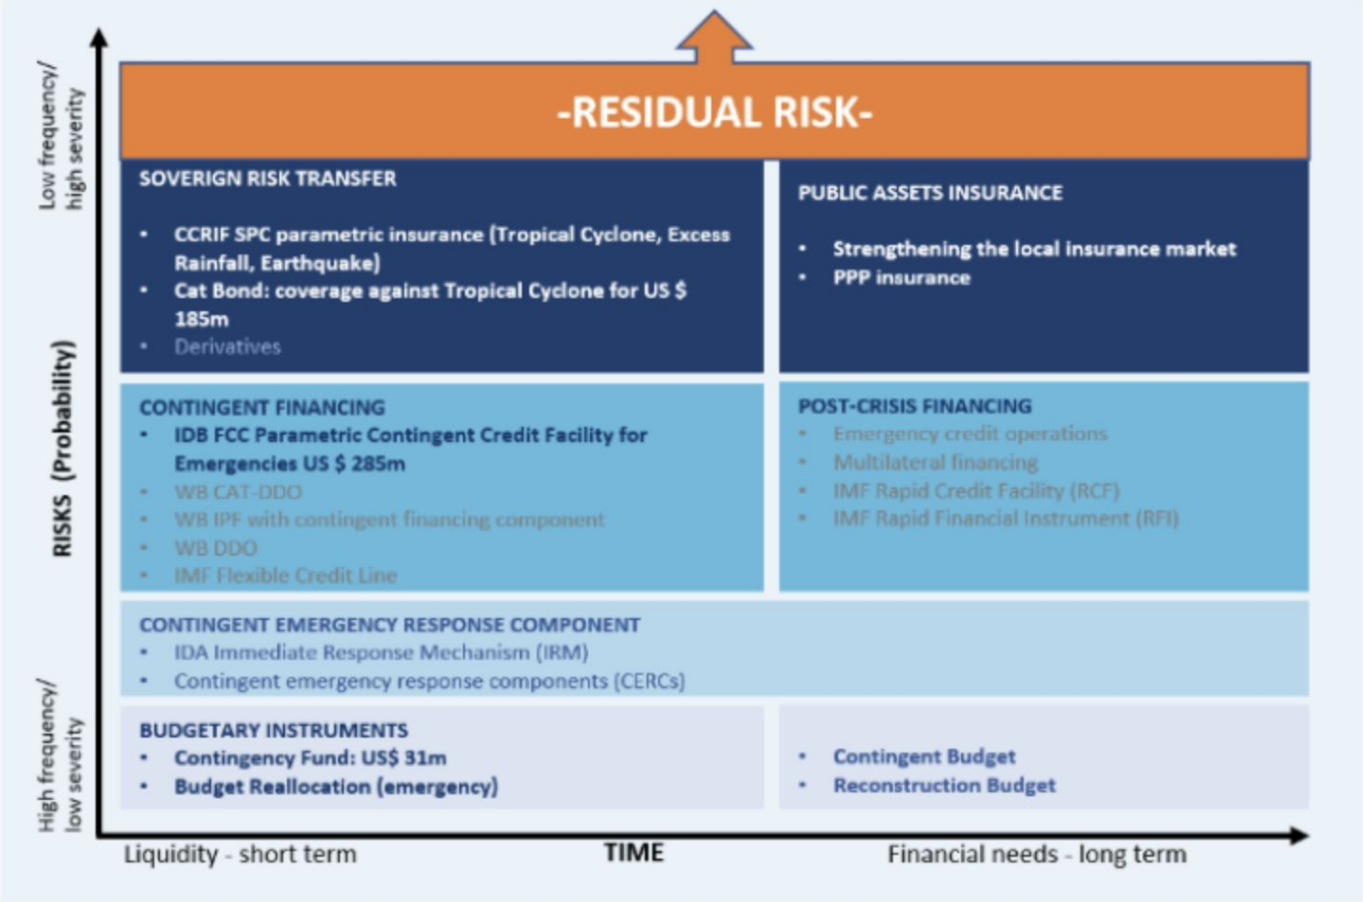 -RESIDUAL RISK-
Low frequency/
high severity
SOVERIGN RISK TRANSFER
• CCRIF SPC parametric insurance (Tropical Cyclone, Excess
Rainfall, Earthquake)
• Cat Bond: coverage against Tropical Cyclone for US $
185m
• Derivatives
PUBLIC ASSETS INSURANCE
• Strengthening the local insurance market
• PPP insurance
RISKS (Probability)
CONTINGENT FINANCING
• IDB FCC Parametric Contingent Credit Facility for
Emergencies US $ 285m
• WB CAT-DDO
• WB IPF with contingent financing component
• WB DDO
• IMF Flexible Credit Line
POST-CRISIS FINANCING
• Emergency credit operations
• Multilateral financing
• IMF Rapid Credit Facility (RCF)
• IMF Rapid Financial Instrument (RFI)
CONTINGENT EMERGENCY RESPONSE COMPONENT
• IDA Immediate Response Mechanism (IRM)
• Contingent emergency response components (CERCs)
High frequency/
low severity
BUDGETARY INSTRUMENTS
• Contingency Fund: US$ 31m
• Budget Reallocation (emergency)
• Contingent Budget
• Reconstruction Budget
Liquidity - short term
TIME
Financial needs - long term